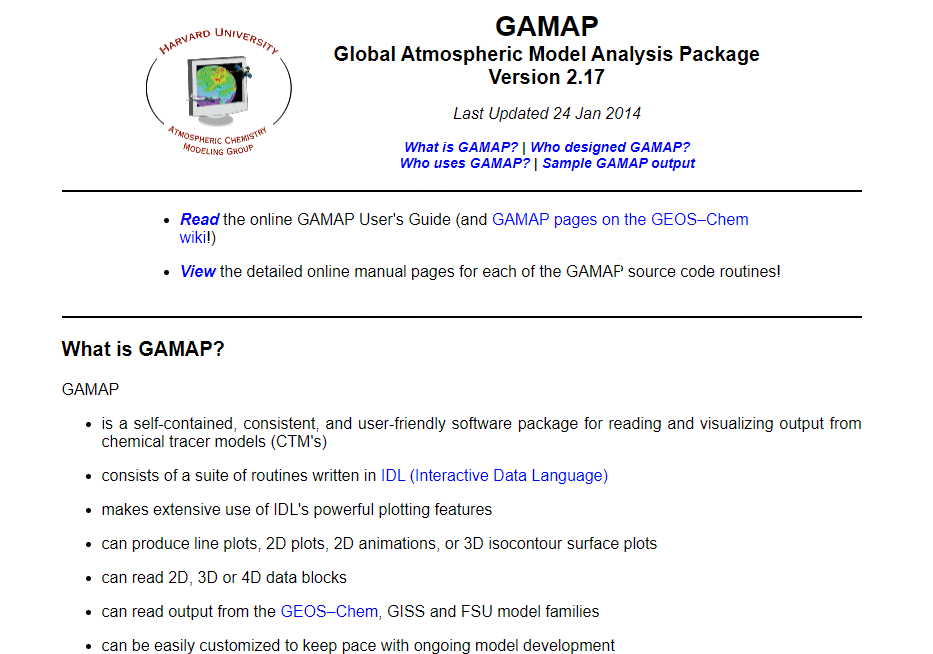 HARVARD UNIVERSITY
ATMOSPHERIC CHEMISTRY
MODELING GROUP
GAMAP
Global Atmospheric Model Analysis Package
Version 2.17
Last Updated 24 Jan 2014
What is GAMAP? | Who designed GAMAP?
Who uses GAMAP? | Sample GAMAP output
• Read the online GAMAP User's Guide (and GAMAP pages on the GEOS–Chem
wiki!)
• View the detailed online manual pages for each of the GAMAP source code routines!
What is GAMAP?
GAMAP
• is a self-contained, consistent, and user-friendly software package for reading and visualizing output from
chemical tracer models (CTM's)
• consists of a suite of routines written in IDL (Interactive Data Language)
• makes extensive use of IDL's powerful plotting features
• can produce line plots, 2D plots, 2D animations, or 3D isocontour surface plots
• can read 2D, 3D or 4D data blocks
• can read output from the GEOS–Chem, GISS and FSU model families
• can be easily customized to keep pace with ongoing model development